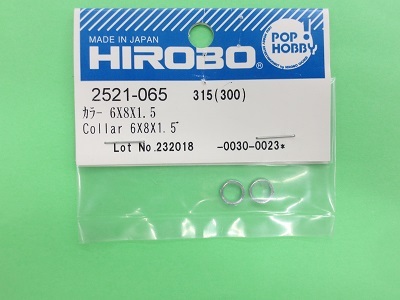 MADE IN JAPAN
HIROBO®
POP HOBBY
2521-065 315(300)
ｶﾗｰ 6X8X1.5
Collar 6X8X1.5
Lot No.232018 -0030-0023*